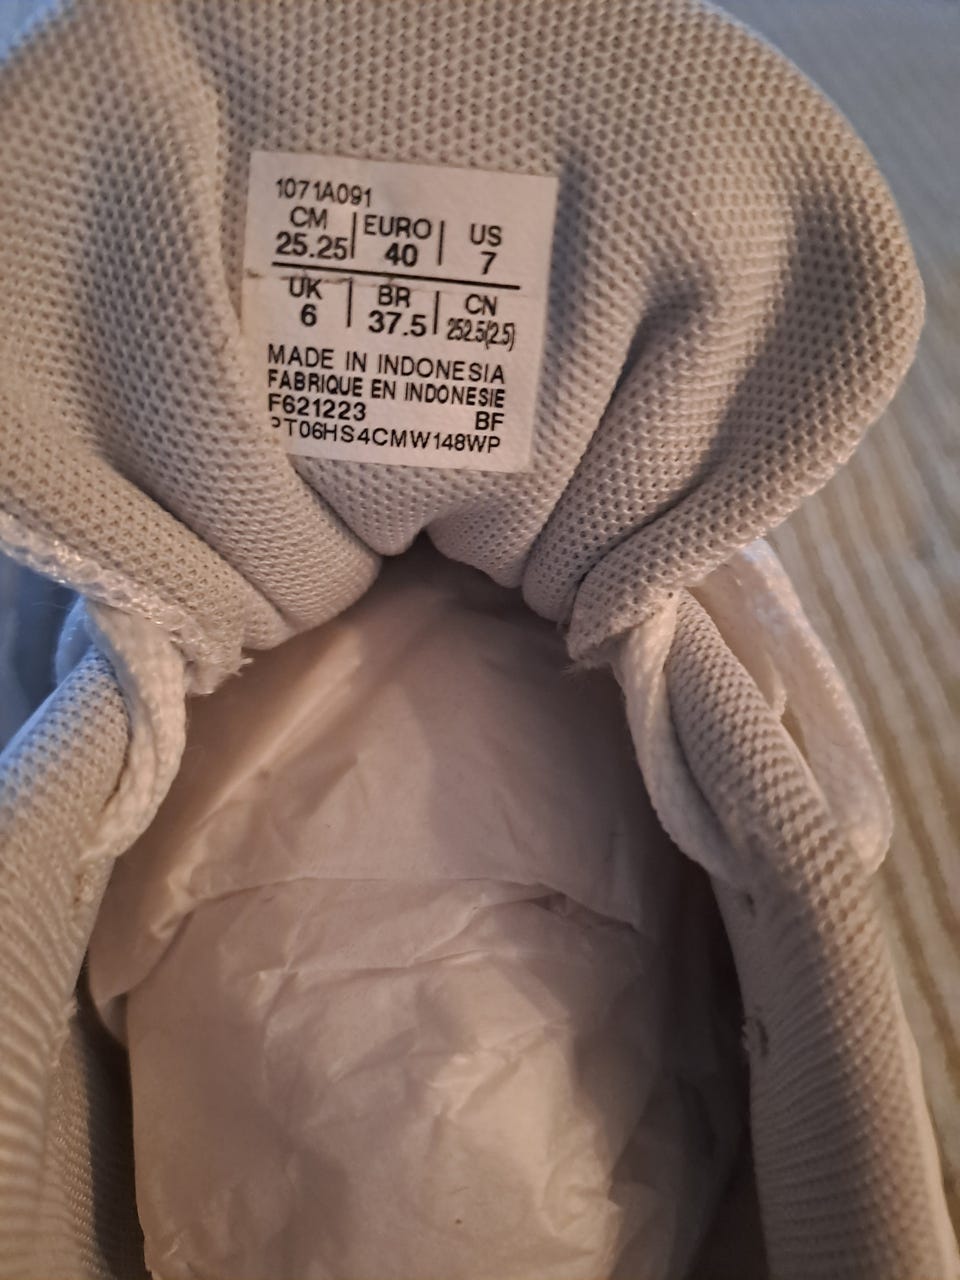 1071A091
CM | EURO | US
25.25 | 40 | 7
UK | BR | CN
6 | 37.5 | 252.5(2.5)
MADE IN INDONESIA
FABRIQUE EN INDONESIE
F621223 BF
PT06HS4CMW148WP